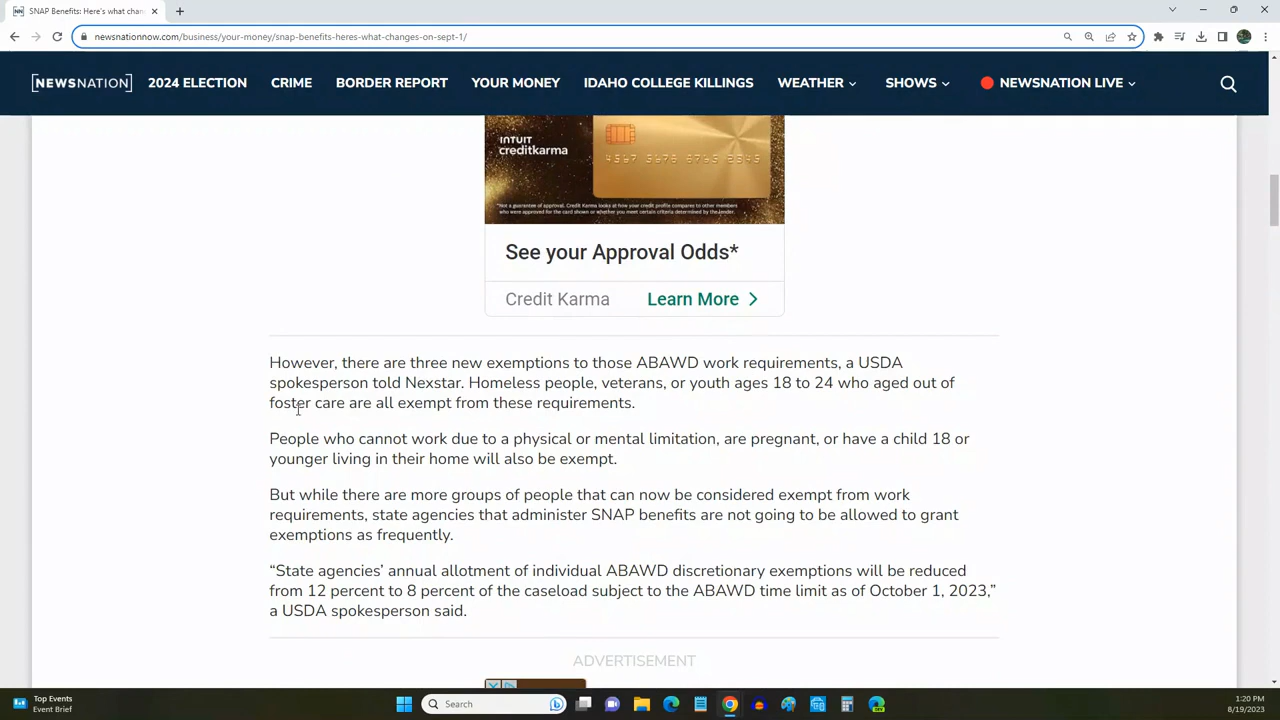 SNAP Benefits: Here's what chan
newsnationnow.com/business/your-money/snap-benefits-heres-what-changes-on-sept-1/
[NEWSNATION] 2024 ELECTION CRIME BORDER REPORT YOUR MONEY IDAHO COLLEGE KILLINGS WEATHER SHOWS NEWSNATION LIVE
INTUIT
creditkarma
4567 5678 8765 2345
*Not a guarantee of approval. Credit Karma looks at how your credit profile compares to other members
who were approved for the card shown or whether you meet certain criteria determined by the lender.
See your Approval Odds*
Credit Karma Learn More
However, there are three new exemptions to those ABAWD work requirements, a USDA
spokesperson told Nexstar. Homeless people, veterans, or youth ages 18 to 24 who aged out of
foster care are all exempt from these requirements.
People who cannot work due to a physical or mental limitation, are pregnant, or have a child 18 or
younger living in their home will also be exempt.
But while there are more groups of people that can now be considered exempt from work
requirements, state agencies that administer SNAP benefits are not going to be allowed to grant
exemptions as frequently.
“State agencies’ annual allotment of individual ABAWD discretionary exemptions will be reduced
from 12 percent to 8 percent of the caseload subject to the ABAWD time limit as of October 1, 2023,”
a USDA spokesperson said.
ADVERTISEMENT
Top Events
Event Brief
Search
1:20 PM
8/19/2023